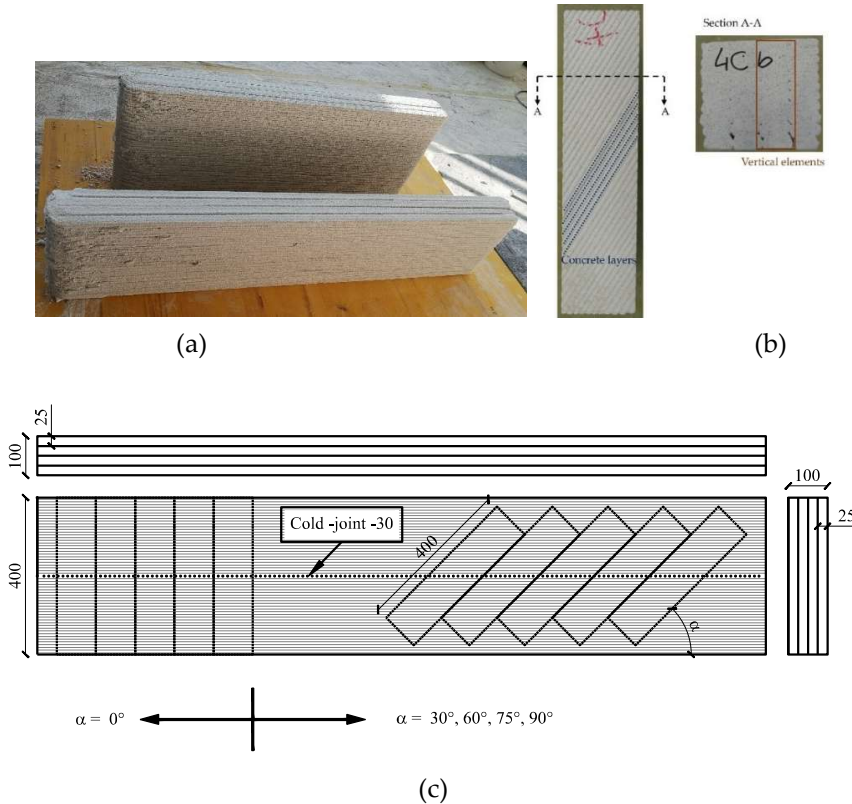 Section A-A
4C b
A
A
Vertical elements
Concrete layers
(a)
(b)
25
100
100
25
Cold -joint -30
400
400
α
α = 0°
α = 30°, 60°, 75°, 90°
(c)